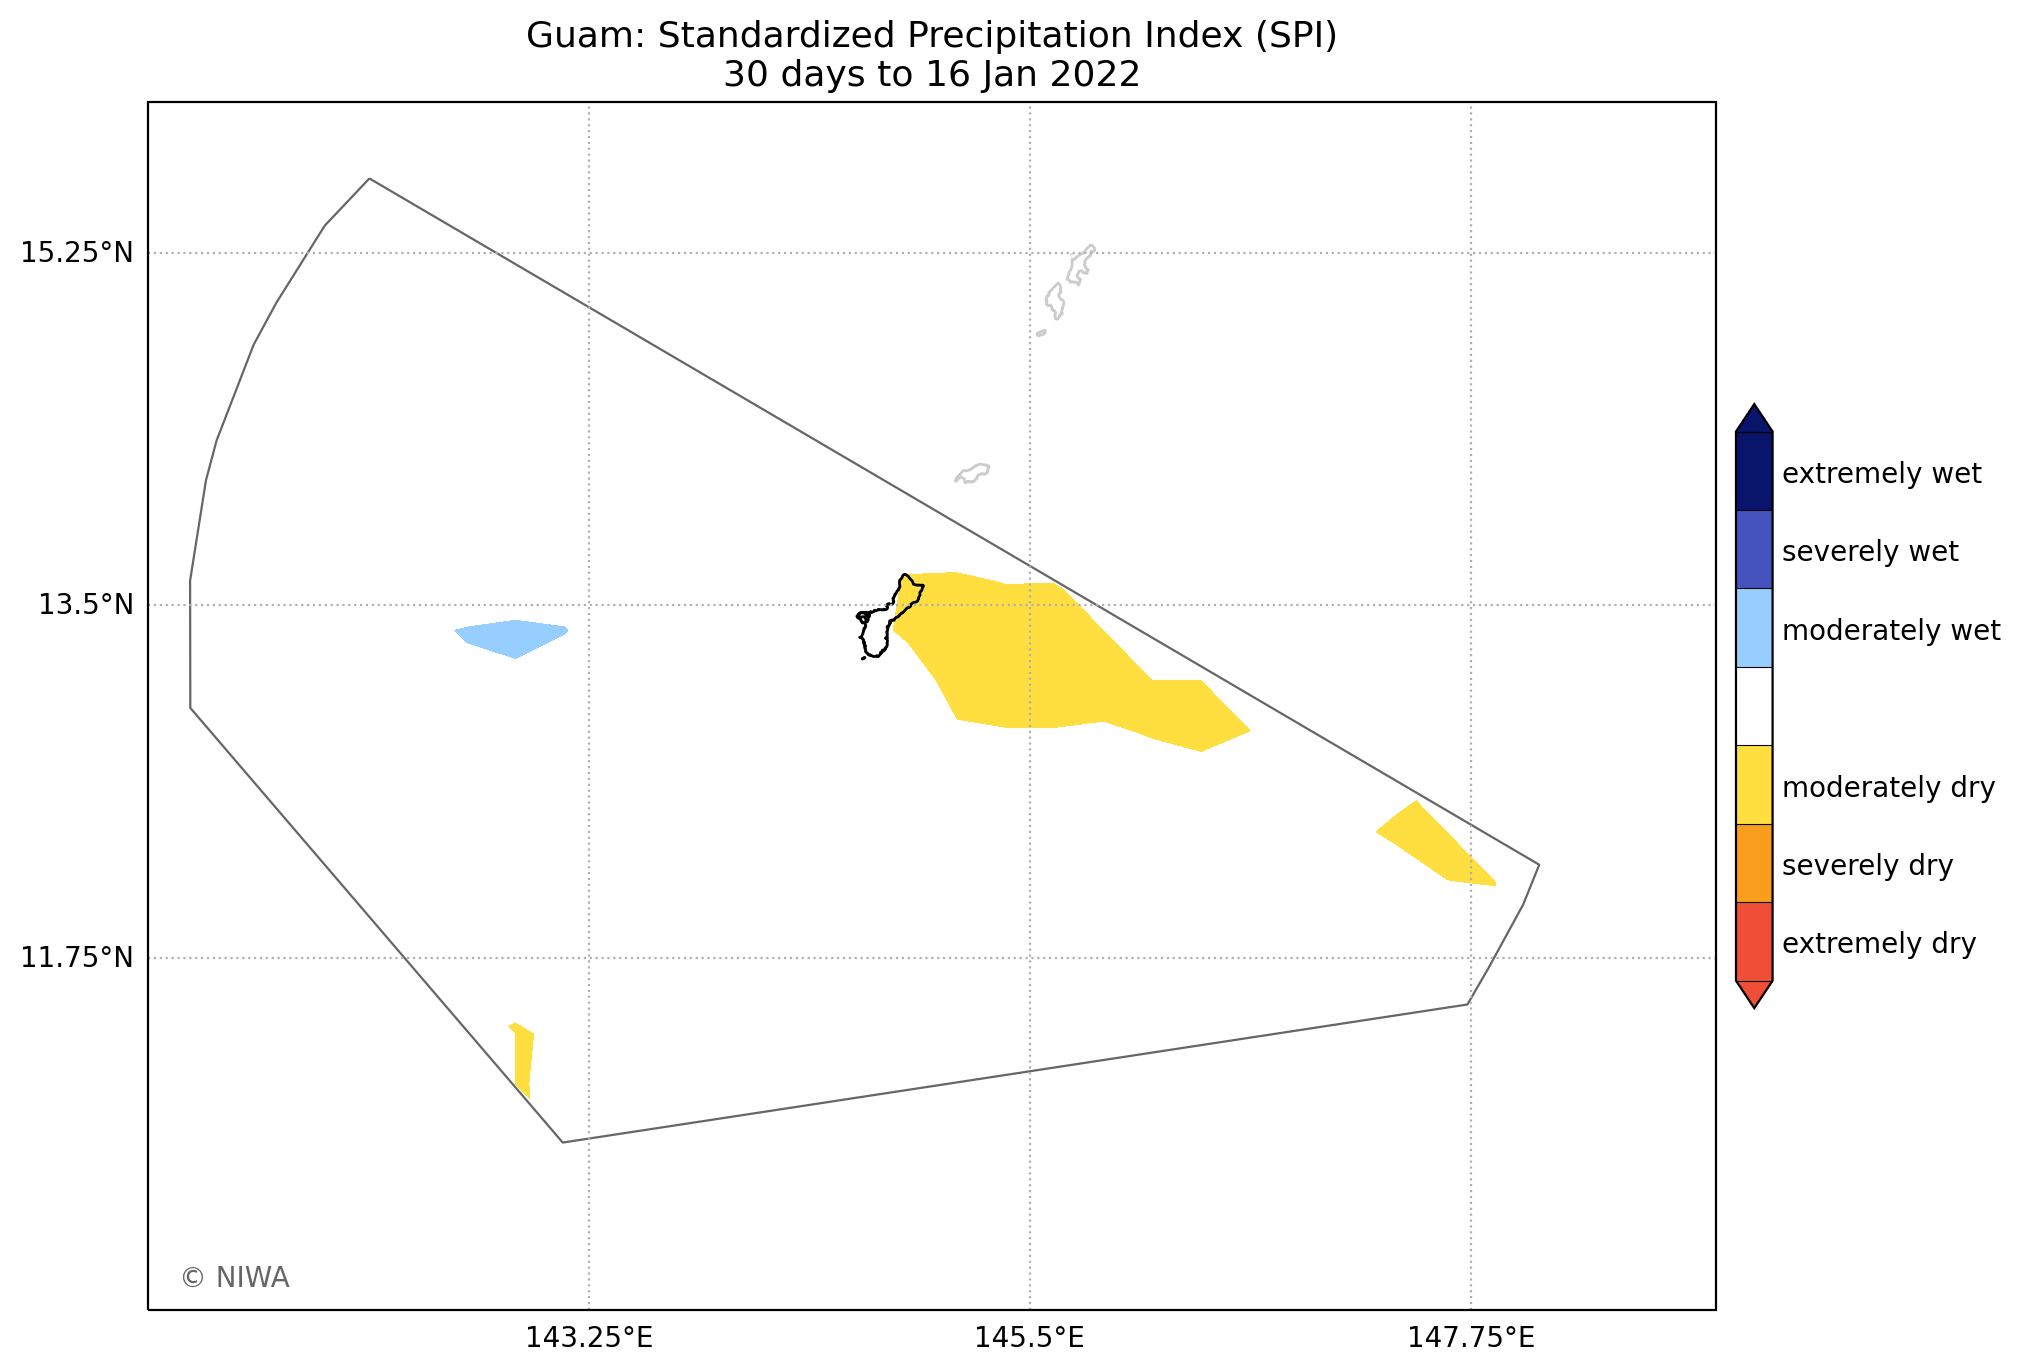 Guam: Standardized Precipitation Index (SPI)
30 days to 16 Jan 2022
15.25°N
13.5°N
11.75°N
143.25°E
145.5°E
147.75°E
extremely wet
severely wet
moderately wet
moderately dry
severely dry
extremely dry
© NIWA